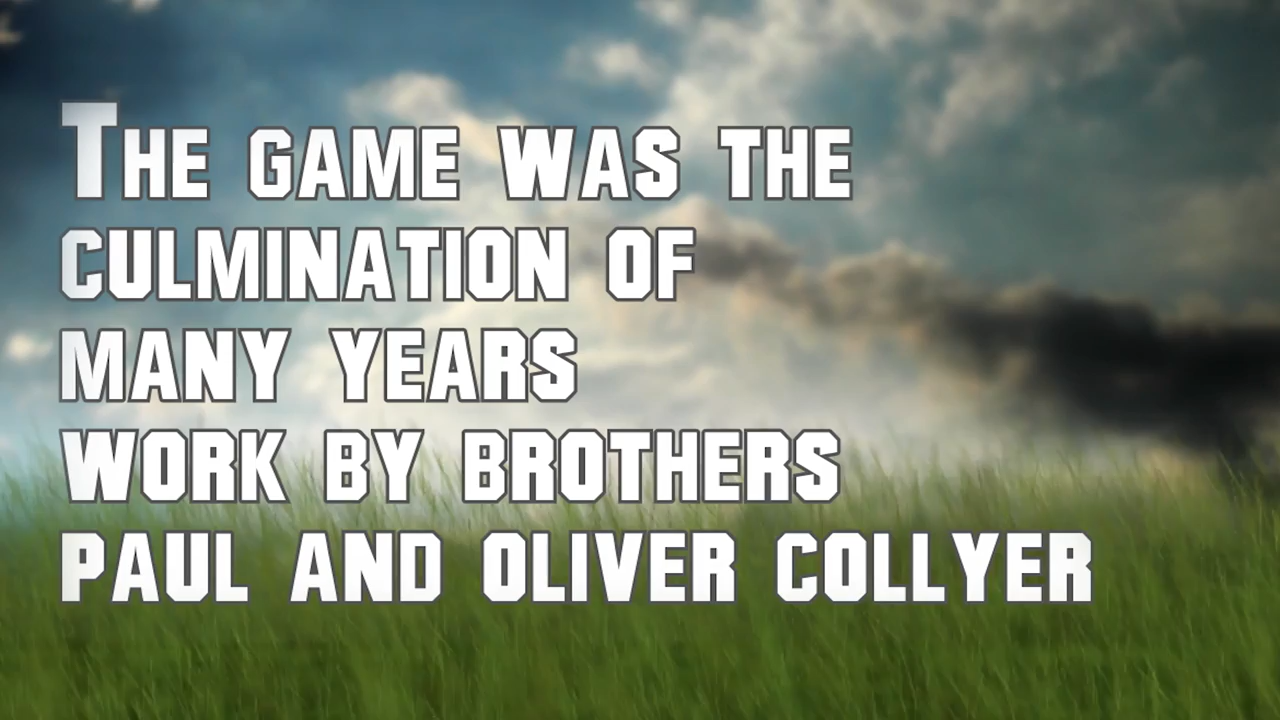 The game was the
culmination of
many years
work by brothers
Paul and Oliver Collyer